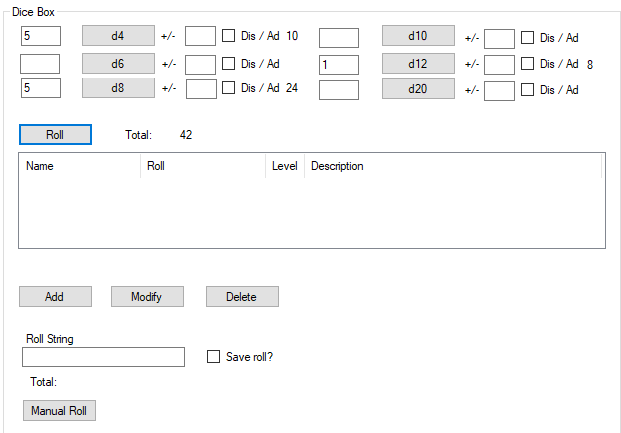 Dice Box
5 d4 +/- Dis / Ad 10 d10 +/- Dis / Ad
d6 +/- Dis / Ad 1 d12 +/- Dis / Ad 8
5 d8 +/- Dis / Ad 24 d20 +/- Dis / Ad
Roll Total: 42
Name Roll Level Description
Add Modify Delete
Roll String
Save roll?
Total:
Manual Roll